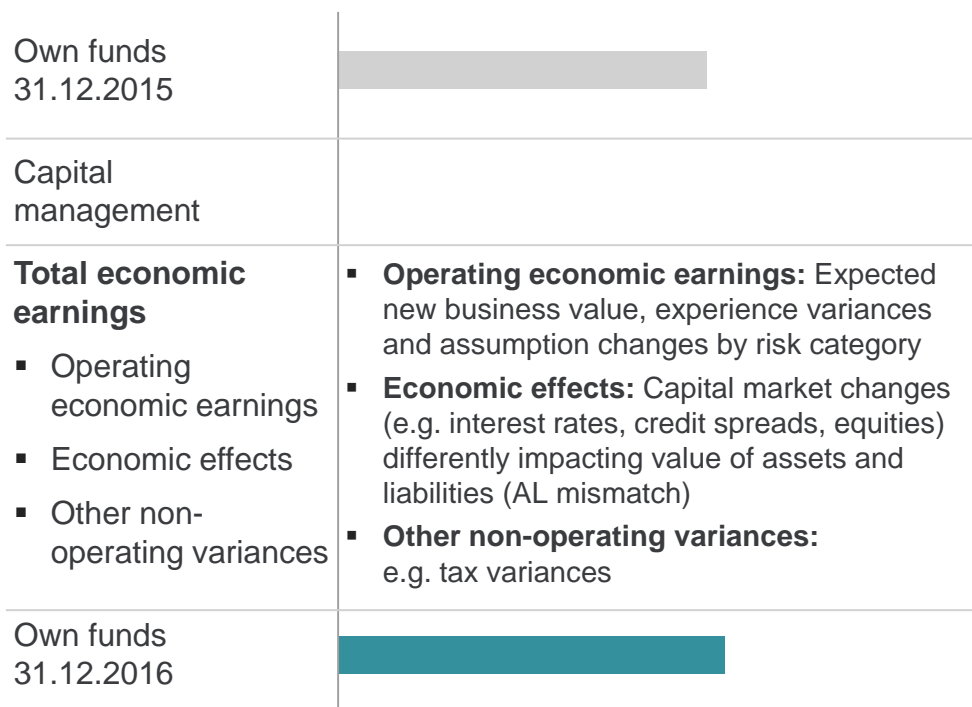 Own funds
31.12.2015
Capital
management
Total economic
earnings
▪ Operating
economic earnings
▪ Economic effects
▪ Other non-
operating variances
▪ Operating economic earnings: Expected
new business value, experience variances
and assumption changes by risk category
▪ Economic effects: Capital market changes
(e.g. interest rates, credit spreads, equities)
differently impacting value of assets and
liabilities (AL mismatch)
▪ Other non-operating variances:
e.g. tax variances
Own funds
31.12.2016